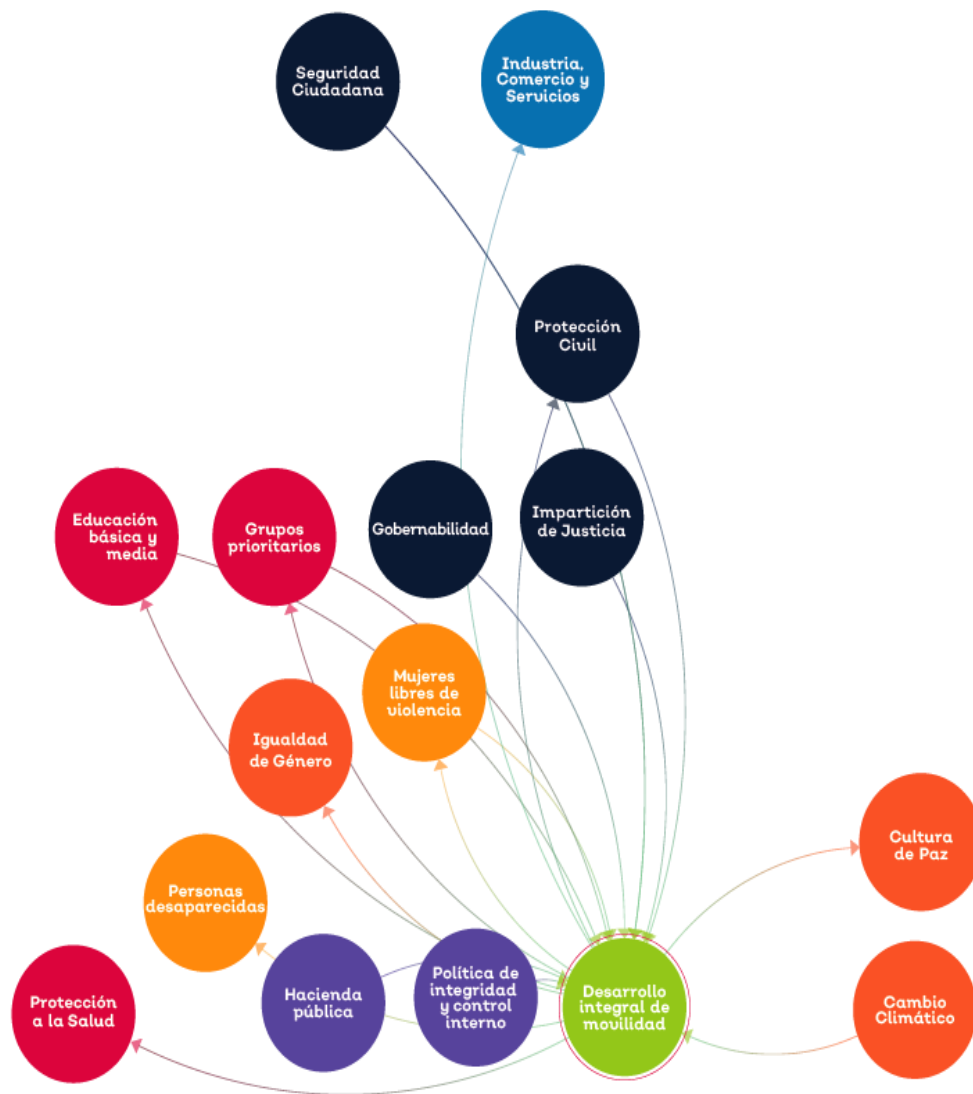 Seguridad
Ciudadana
Industria,
Comercio y
Servicios
Protección
Civil
Educación
básica y
media
Grupos
prioritarios
Gobernabilidad
Impartición
de Justicia
Mujeres
libres de
violencia
Igualdad
de Género
Cultura
de Paz
Personas
desaparecidas
Protección
a la Salud
Hacienda
pública
Política de
integridad
y control
interno
Desarrollo
integral de
movilidad
Cambio
Climático